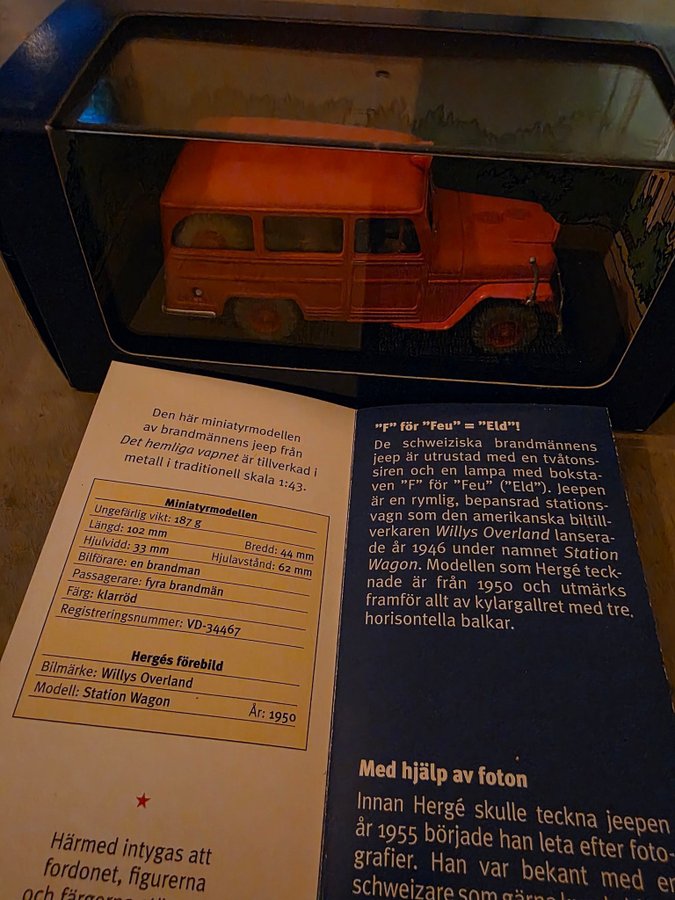 Den här miniatyrmodellen
av brandmännens jeep från
Det hemliga vapnet är tillverkad i
metall i traditionell skala 1:43.
Miniatyrmodellen
Ungefärlig vikt: 187 g
Längd: 102 mm Bredd: 44 mm
Hjulvidd: 33 mm Hjulavstånd: 62 mm
Bilförare: en brandman
Passagerare: fyra brandmän
Färg: klarröd
Registreringsnummer: VD-34467
Hergés förebild
Bilmärke: Willys Overland
Modell: Station Wagon
År: 1950
Härmed intygas att
fordonet, figurerna
och färgerna
"F" för "Feu" = "Eld"!
De schweiziska brandmännens
jeep är utrustad med en tvåtons-
siren och en lampa med boksta-
ven "F" för "Feu" ("Eld"). Jeepen
är en rymlig, bepansrad stations-
vagn som den amerikanska biltill-
verkaren Willys Overland lansera-
de år 1946 under namnet Station
Wagon. Modellen som Hergé teck-
nade är från 1950 och utmärks
framför allt av kylargallret med tre
horisontella balkar.
Med hjälp av foton
Innan Hergé skulle teckna jeepen
år 1955 började han leta efter foto-
grafier. Han var bekant med en
schweizare som gärna